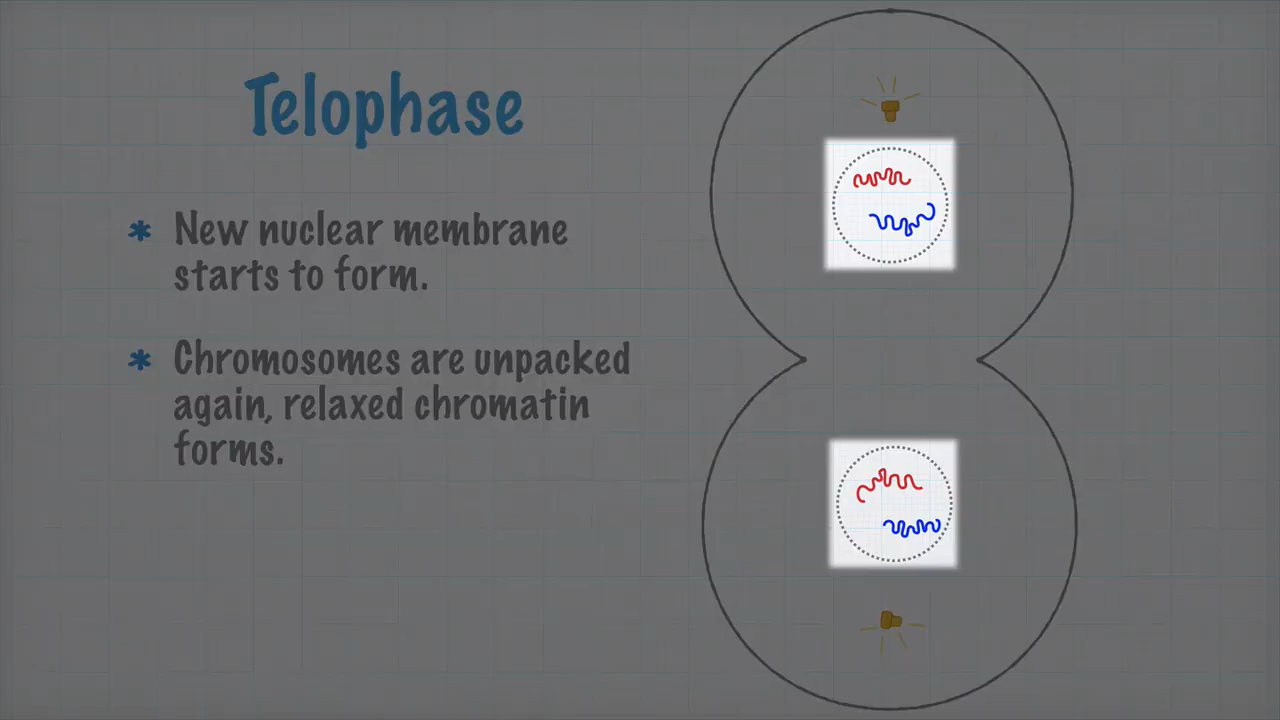 Telophase
* New nuclear membrane
starts to form.
* Chromosomes are unpacked
again, relaxed chromatin
forms.